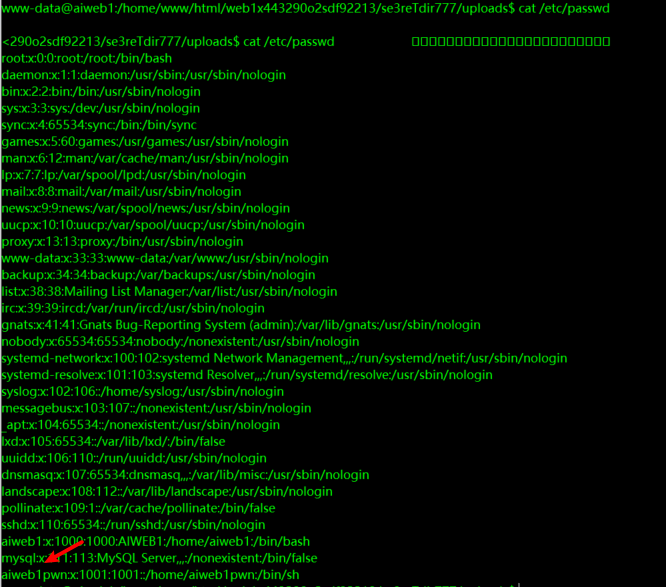 www-data@aiweb1:/home/www/html/web1x443290o2sdf92213/se3reTdir777/uploads$ cat /etc/passwd
<290o2sdf92213/se3reTdir777/uploads$ cat /etc/passwd
root:x:0:0:root:/root:/bin/bash
daemon:x:1:1:daemon:/usr/sbin:/usr/sbin/nologin
bin:x:2:2:bin:/bin:/usr/sbin/nologin
sys:x:3:3:sys:/dev:/usr/sbin/nologin
sync:x:4:65534:sync:/bin:/bin/sync
games:x:5:60:games:/usr/games:/usr/sbin/nologin
man:x:6:12:man:/var/cache/man:/usr/sbin/nologin
lp:x:7:7:lp:/var/spool/lpd:/usr/sbin/nologin
mail:x:8:8:mail:/var/mail:/usr/sbin/nologin
news:x:9:9:news:/var/spool/news:/usr/sbin/nologin
uucp:x:10:10:uucp:/var/spool/uucp:/usr/sbin/nologin
proxy:x:13:13:proxy:/bin:/usr/sbin/nologin
www-data:x:33:33:www-data:/var/www:/usr/sbin/nologin
backup:x:34:34:backup:/var/backups:/usr/sbin/nologin
list:x:38:38:Mailing List Manager:/var/list:/usr/sbin/nologin
irc:x:39:39:ircd:/var/run/ircd:/usr/sbin/nologin
gnats:x:41:41:Gnats Bug-Reporting System (admin):/var/lib/gnats:/usr/sbin/nologin
nobody:x:65534:65534:nobody:/nonexistent:/usr/sbin/nologin
systemd-network:x:100:102:systemd Network Management,,,:/run/systemd/netif:/usr/sbin/nologin
systemd-resolve:x:101:103:systemd Resolver,,,:/run/systemd/resolve:/usr/sbin/nologin
syslog:x:102:106::/home/syslog:/usr/sbin/nologin
messagebus:x:103:107::/nonexistent:/usr/sbin/nologin
_apt:x:104:65534::/nonexistent:/usr/sbin/nologin
lxd:x:105:65534::/var/lib/lxd/:/bin/false
uuidd:x:106:110::/run/uuidd:/usr/sbin/nologin
dnsmasq:x:107:65534:dnsmasq,,,:/var/lib/misc:/usr/sbin/nologin
landscape:x:108:112::/var/lib/landscape:/usr/sbin/nologin
pollinate:x:109:1::/var/cache/pollinate:/bin/false
sshd:x:110:65534::/run/sshd:/usr/sbin/nologin
aiweb1:x:1000:1000:AIWEB1:/home/aiweb1:/bin/bash
:113:MySQL Server,,,:/nonexistent:/bin/false
aiweb1pwn:x:1001:1001::/home/aiweb1pwn:/bin/sh